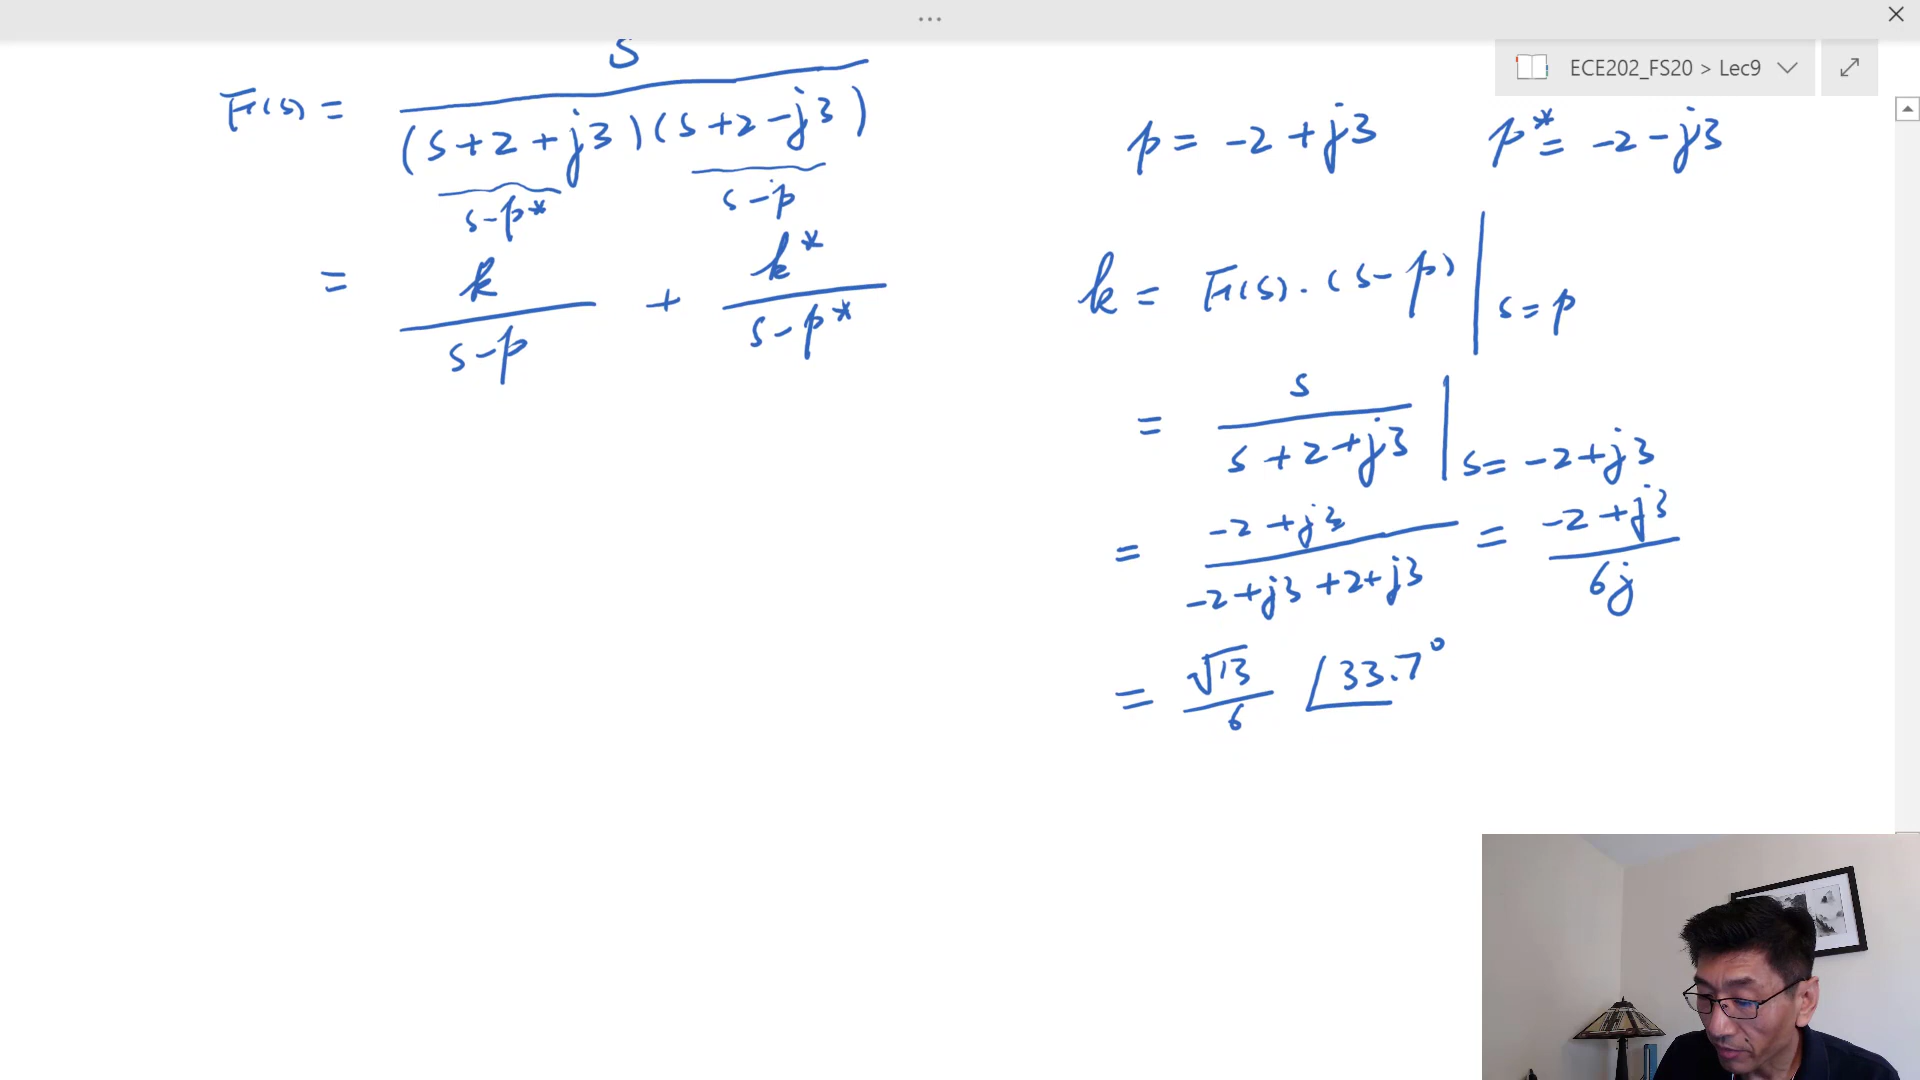 ...
ECE202_FS20 > Lec9
F(s) = s / (s+2+j3)(s+2-j3)
s-p* s-p
= k / s-p + k* / s-p*
p = -2+j3 p* = -2-j3
k = F(s)·(s-p) | s=p
= s / s+2+j3 | s= -2+j3
= -2+j3 / -2+j3+2+j3 = -2+j3 / 6j
= √13 / 6 ∠33.7°